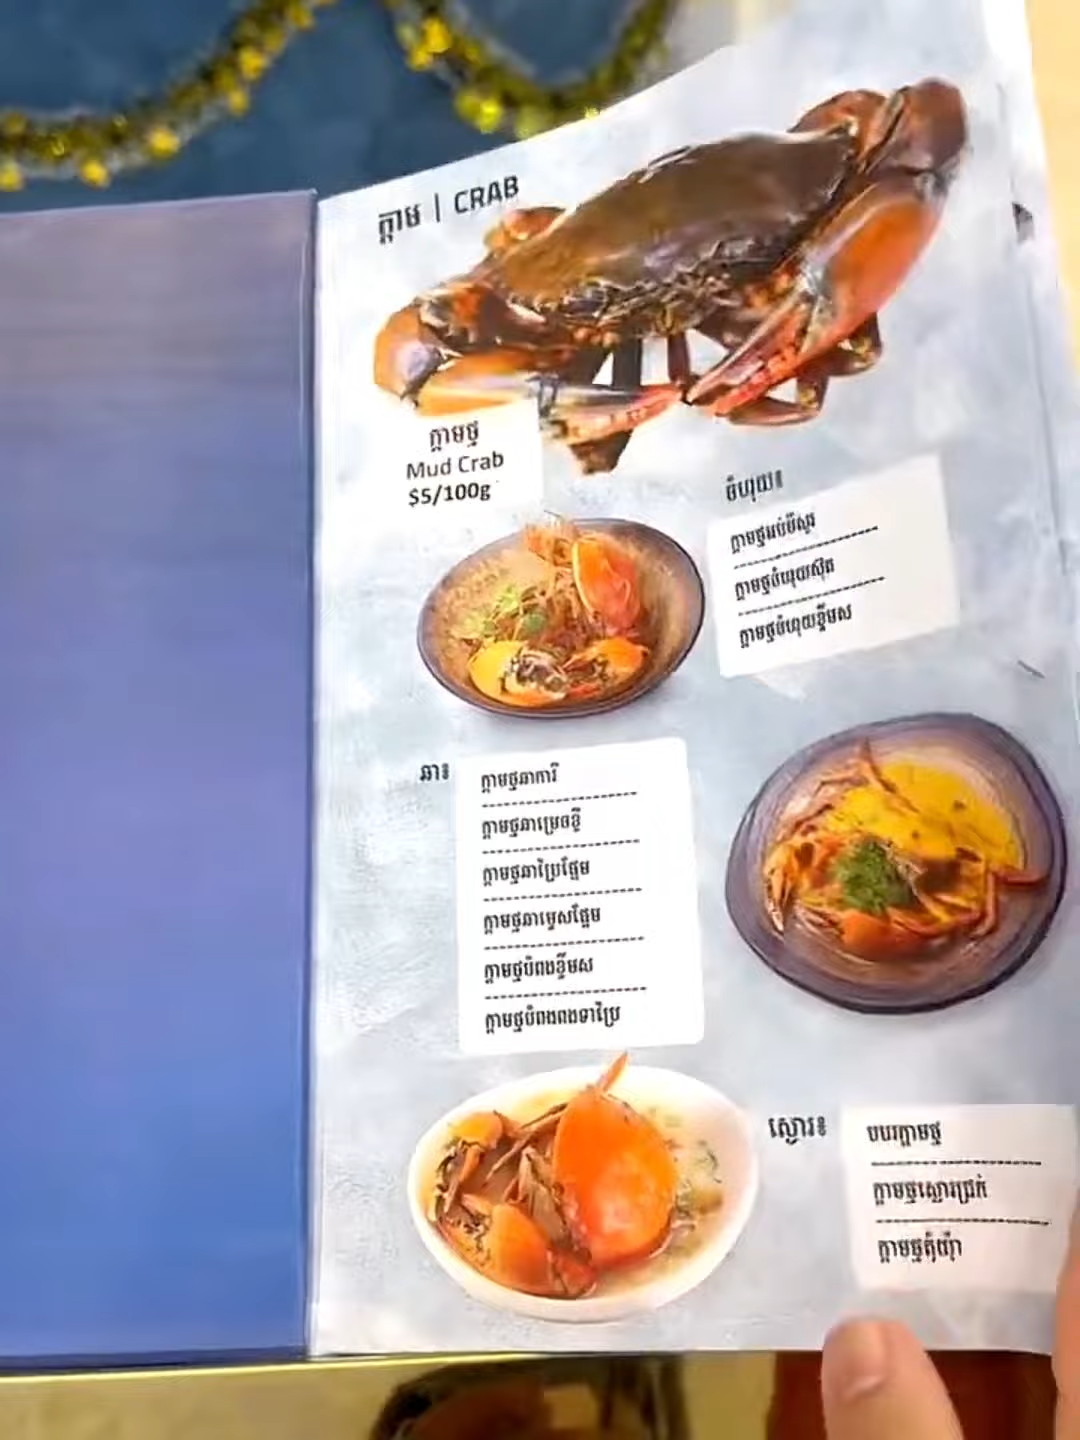 ក្តាម | CRAB
ក្តាមថ្ម
Mud Crab
$5/100g
ចំហុយ៖
ក្តាមថ្មអប់មីសួរ
ក្តាមថ្មចំហុយស៊ុត
ក្តាមថ្មចំហុយខ្ទឹមស
ឆា៖
ក្តាមថ្មឆាការី
ក្តាមថ្មឆាម្រេចខ្ចី
ក្តាមថ្មឆាប្រៃផ្អែម
ក្តាមថ្មឆាម្ទេសផ្អែម
ក្តាមថ្មបំពងខ្ទឹមស
ក្តាមថ្មបំពងពងទាប្រៃ
ស្ងោរ៖
បបរក្តាមថ្ម
ក្តាមថ្មស្ងោរជ្រក់
ក្តាមថ្មតុំយ៉ាំ